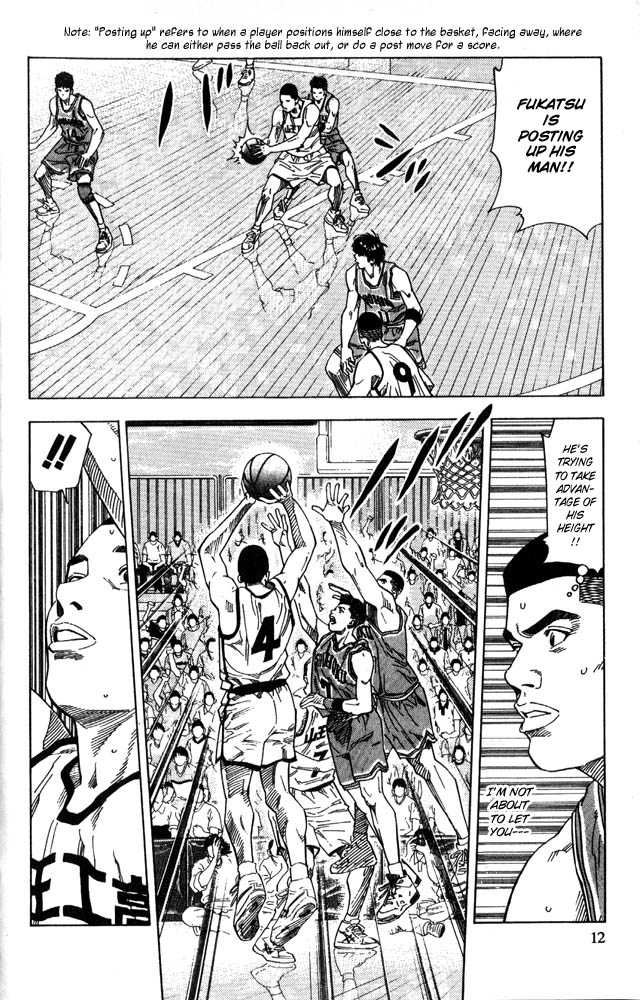 Note: "Posting up" refers to when a player positions himself close to the basket, facing away, where
he can either pass the ball back out, or do a post move for a score.
FUKATSU
IS
POSTING
UP HIS
MAN!!
9
HE'S
TRYING
TO TAKE
ADVAN-
TAGE OF
HIS
HEIGHT
!!
I'M NOT
ABOUT
TO LET
YOU---
4
!!
12